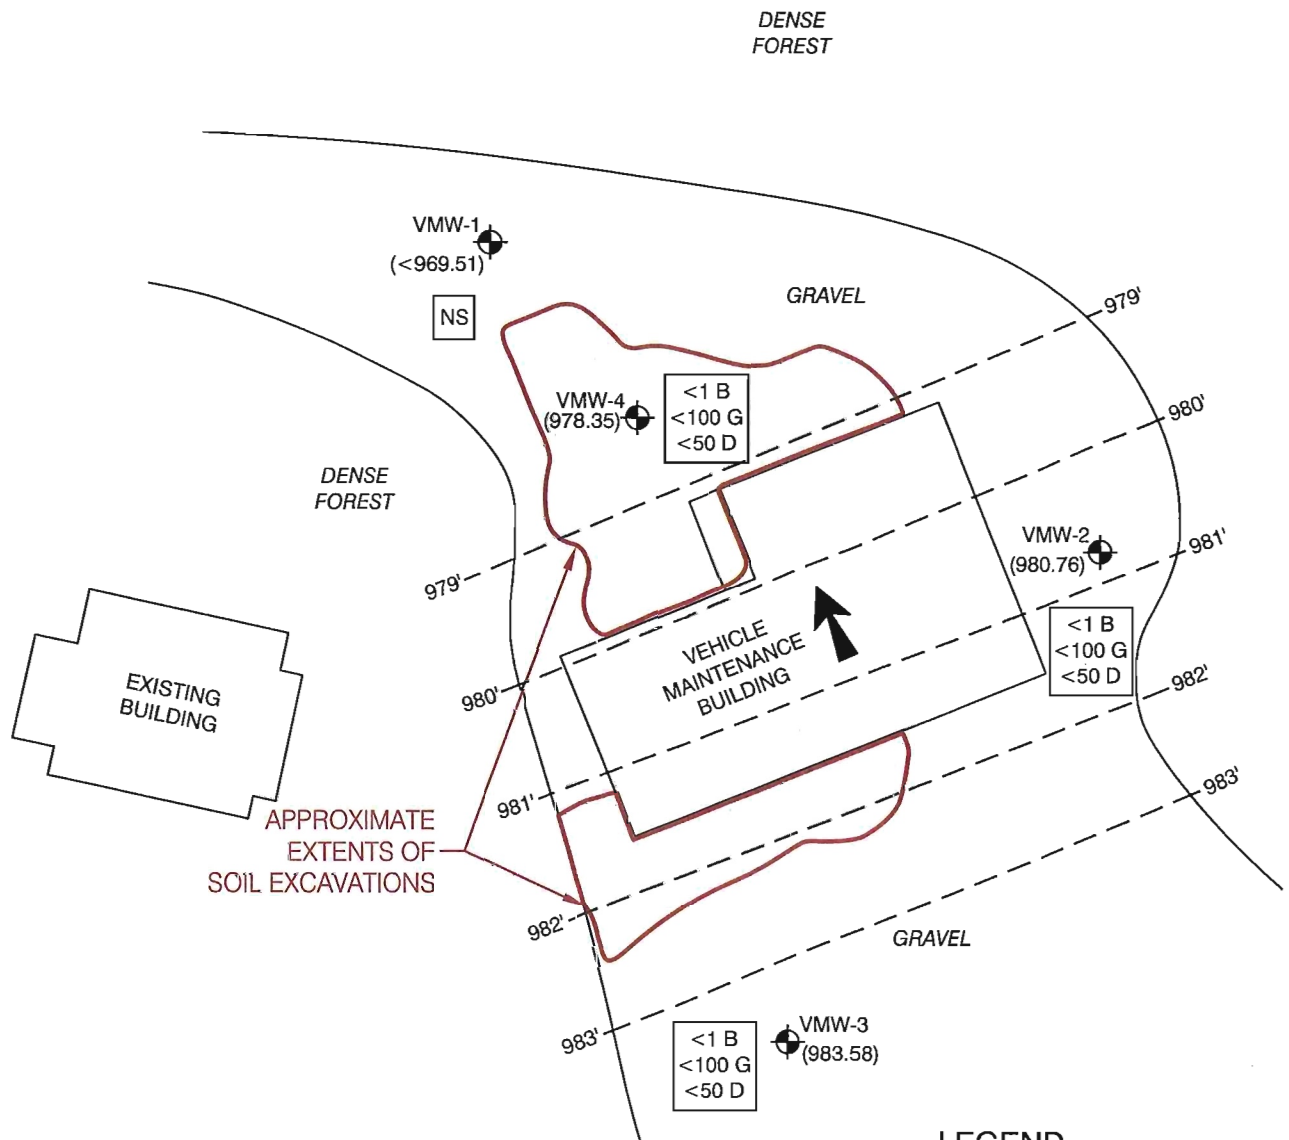 DENSE
FOREST
VMW-1
(<969.51)
NS
GRAVEL
979'
VMW-4
(978.35)
<1 B
<100 G
<50 D
980'
DENSE
FOREST
VMW-2
(980.76)
981'
979'
<1 B
<100 G
<50 D
VEHICLE
MAINTENANCE
BUILDING
982'
980'
EXISTING
BUILDING
983'
981'
APPROXIMATE
EXTENTS OF
SOIL EXCAVATIONS
982'
GRAVEL
983'
<1 B
<100 G
<50 D
VMW-3
(983.58)
LEGEND